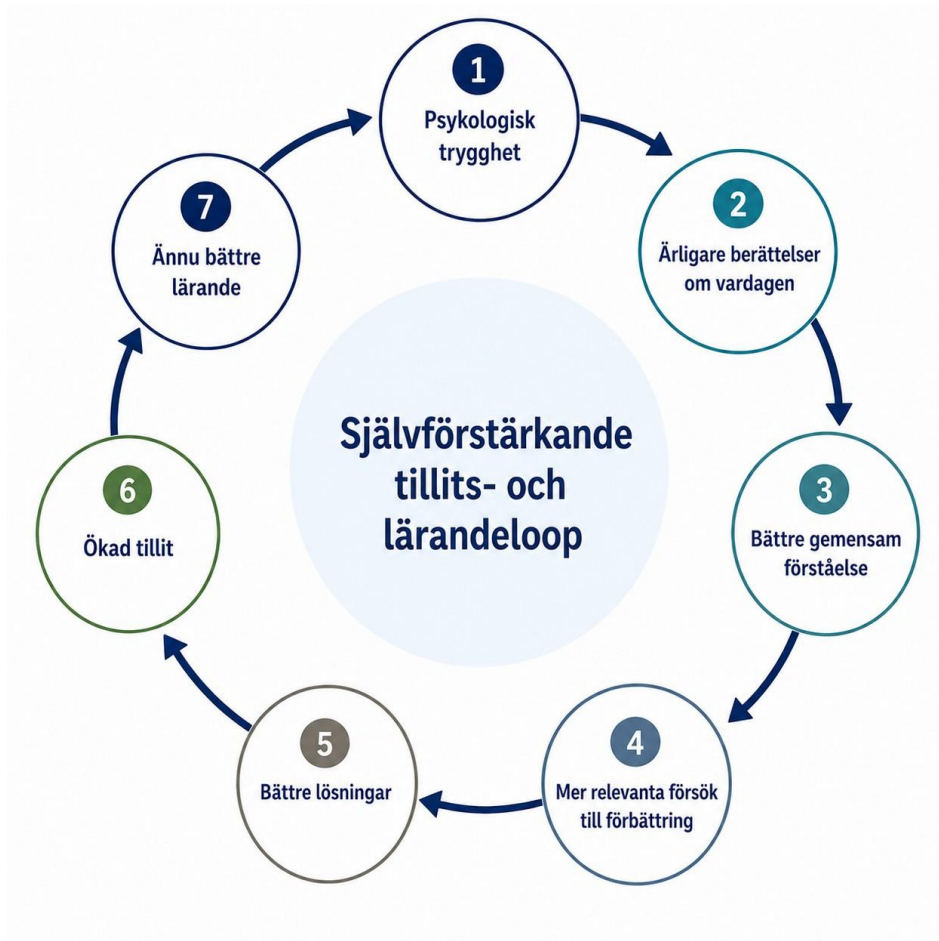 1
Psykologisk
trygghet
2
Ärligare berättelser
om vardagen
3
Bättre gemensam
förståelse
4
Mer relevanta försök
till förbättring
5
Bättre lösningar
6
Ökad tillit
7
Ännu bättre
lärande
Självförstärkande
tillits- och
lärandeloop